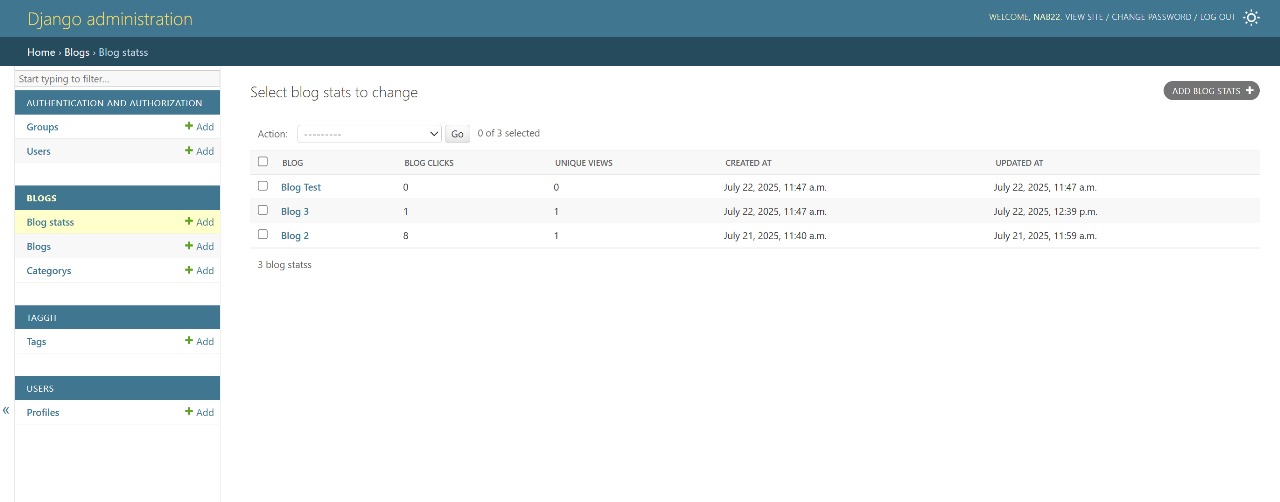 Django administration
WELCOME, NAB22. VIEW SITE / CHANGE PASSWORD / LOG OUT
Home › Blogs › Blog statss
Start typing to filter...
AUTHENTICATION AND AUTHORIZATION
Groups + Add
Users + Add
BLOGS
Blog statss + Add
Blogs + Add
Categorys + Add
TAGGIT
Tags + Add
USERS
Profiles + Add
«
Select blog stats to change
ADD BLOG STATS +
Action: --------- Go 0 of 3 selected
BLOG BLOG CLICKS UNIQUE VIEWS CREATED AT UPDATED AT
Blog Test 0 0 July 22, 2025, 11:47 a.m. July 22, 2025, 11:47 a.m.
Blog 3 1 1 July 22, 2025, 11:47 a.m. July 22, 2025, 12:39 p.m.
Blog 2 8 1 July 21, 2025, 11:40 a.m. July 21, 2025, 11:59 a.m.
3 blog statss